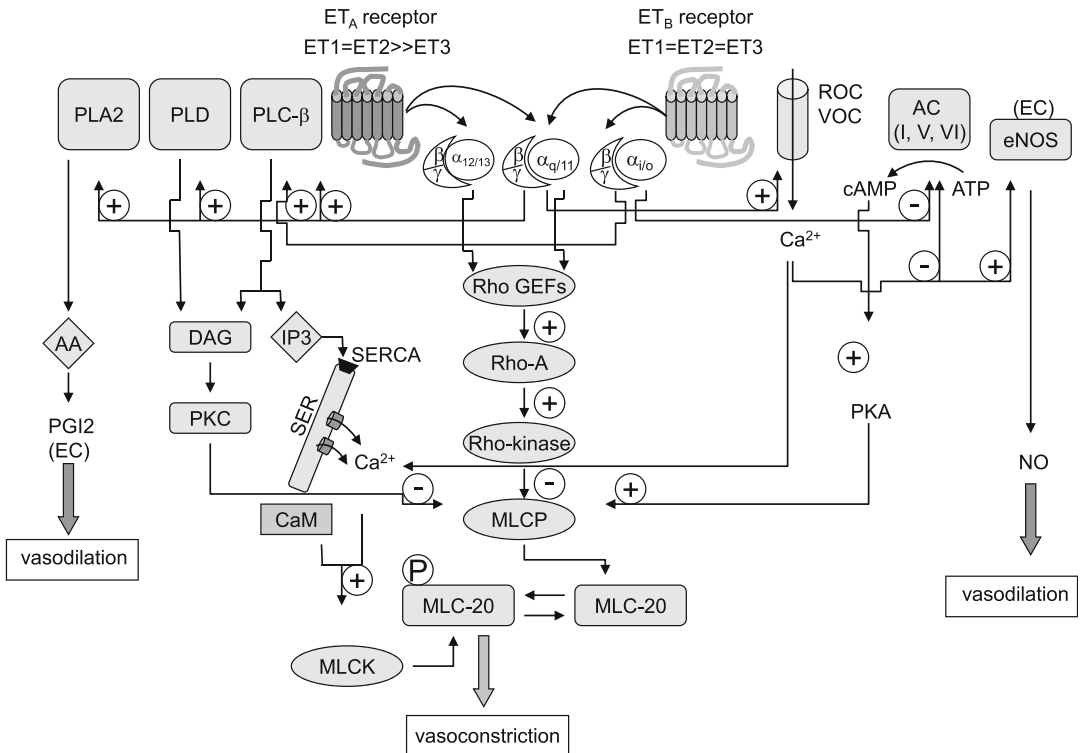 ETA receptor
ET1=ET2>>ET3
ETB receptor
ET1=ET2=ET3
PLA2
PLD
PLC-β
ROC
VOC
AC
(I, V, VI)
(EC)
eNOS
β
γ
α12/13
β
γ
αq/11
β
γ
αi/o
cAMP
ATP
+
+
+
+
+
-
Ca2+
-
+
Rho GEFs
+
AA
DAG
IP3
SERCA
Rho-A
+
+
PKC
SER
PKA
PGI2
(EC)
Rho-kinase
Ca2+
NO
-
-
+
CaM
MLCP
vasodilation
+
P
MLC-20
MLC-20
vasodilation
MLCK
vasoconstriction